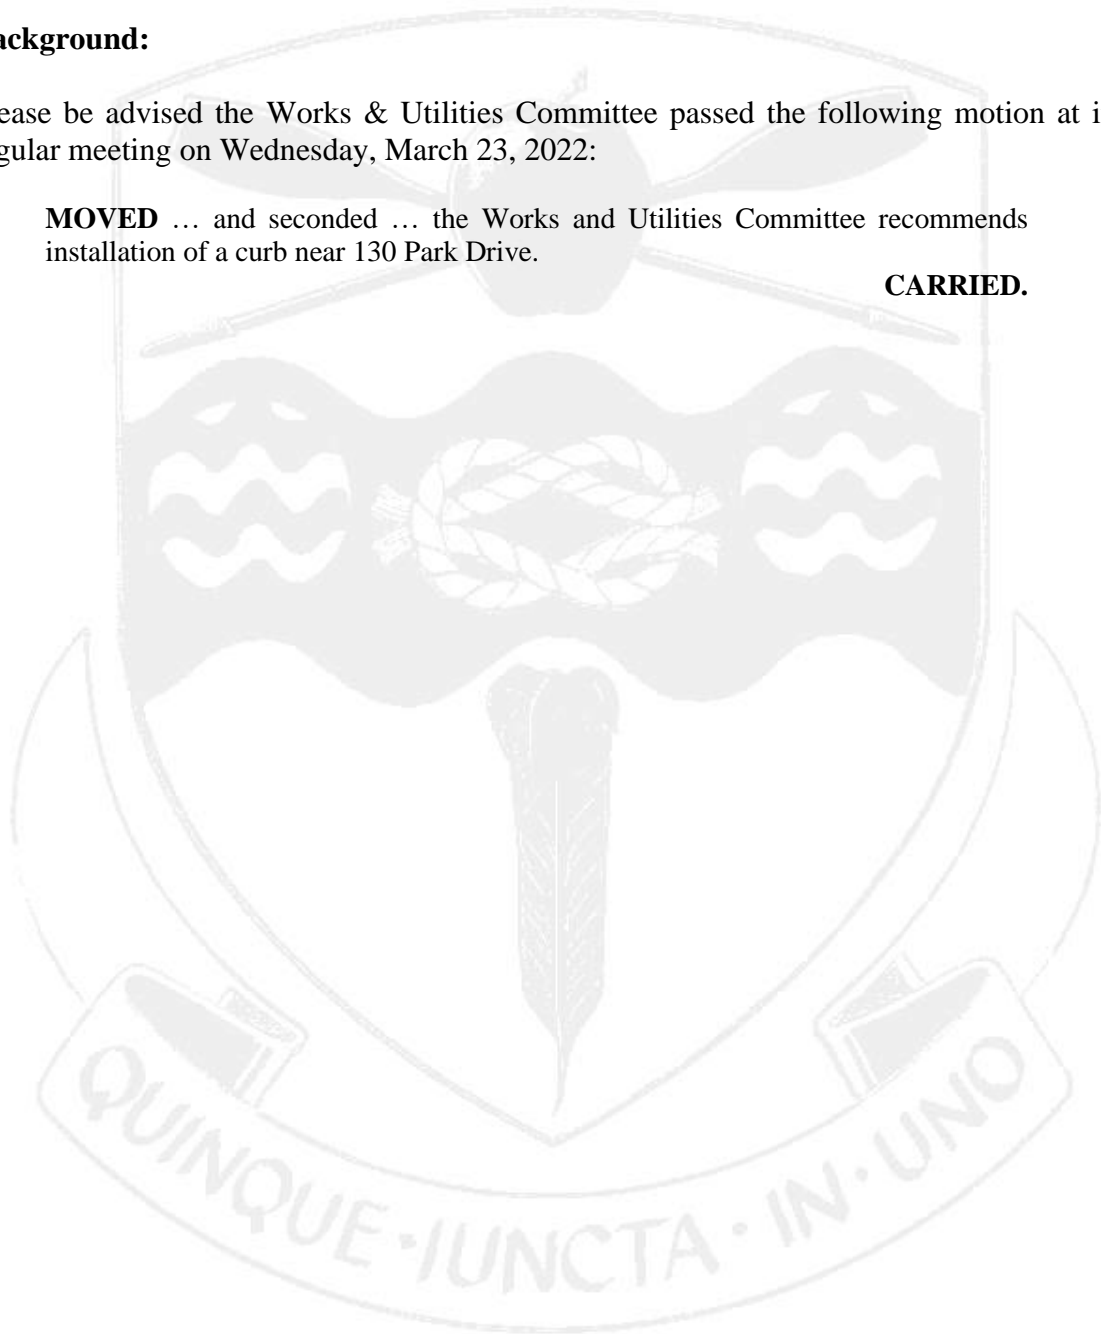 ackground:
ease be advised the Works & Utilities Committee passed the following motion at i
gular meeting on Wednesday, March 23, 2022:
MOVED … and seconded … the Works and Utilities Committee recommends
installation of a curb near 130 Park Drive.
CARRIED.
QUINQUE·IUNCTA·IN·UNO